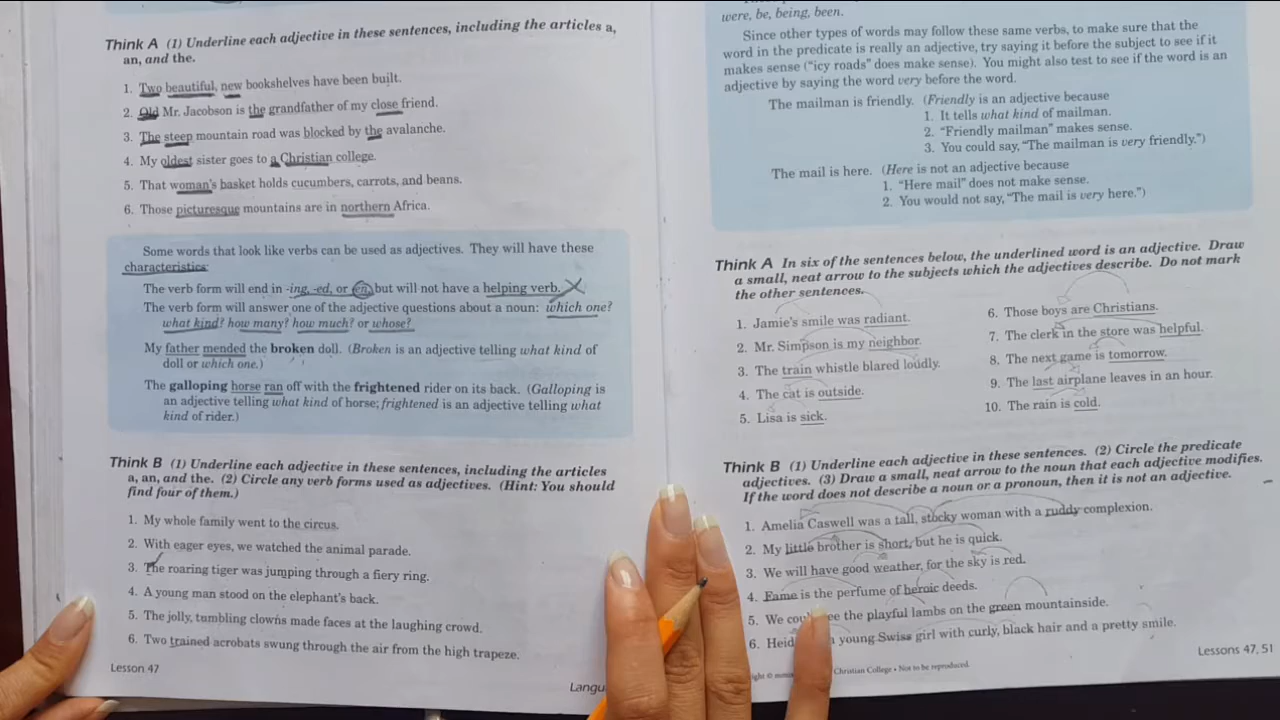 Think A (1) Underline each adjective in these sentences, including the articles a,
an, and the.
1. Two beautiful, new bookshelves have been built.
2. Old Mr. Jacobson is the grandfather of my close friend.
3. The steep mountain road was blocked by the avalanche.
4. My oldest sister goes to a Christian college.
5. That woman's basket holds cucumbers, carrots, and beans.
6. Those picturesque mountains are in northern Africa.
Some words that look like verbs can be used as adjectives. They will have these
characteristics:
The verb form will end in -ing, -ed, or en, but will not have a helping verb.
The verb form will answer one of the adjective questions about a noun: which one?
what kind? how many? how much? or whose?
My father mended the broken doll. (Broken is an adjective telling what kind of
doll or which one.)
The galloping horse ran off with the frightened rider on its back. (Galloping is
an adjective telling what kind of horse; frightened is an adjective telling what
kind of rider.)
Think B (1) Underline each adjective in these sentences, including the articles
a, an, and the. (2) Circle any verb forms used as adjectives. (Hint: You should
find four of them.)
1. My whole family went to the circus.
2. With eager eyes, we watched the animal parade.
3. The roaring tiger was jumping through a fiery ring.
4. A young man stood on the elephant's back.
5. The jolly, tumbling clowns made faces at the laughing crowd.
6. Two trained acrobats swung through the air from the high trapeze.
Lesson 47
were, be, being, been.
Since other types of words may follow these same verbs, to make sure that the
word in the predicate is really an adjective, try saying it before the subject to see if it
makes sense ("icy roads" does make sense). You might also test to see if the word is an
adjective by saying the word very before the word.
The mailman is friendly. (Friendly is an adjective because
1. It tells what kind of mailman.
2. "Friendly mailman" makes sense.
3. You could say, "The mailman is very friendly.")
The mail is here. (Here is not an adjective because
1. "Here mail" does not make sense.
2. You would not say, "The mail is very here.")
Think A In six of the sentences below, the underlined word is an adjective. Draw
a small, neat arrow to the subjects which the adjectives describe. Do not mark
the other sentences.
1. Jamie's smile was radiant.
2. Mr. Simpson is my neighbor.
3. The train whistle blared loudly.
4. The cat is outside.
5. Lisa is sick.
6. Those boys are Christians.
7. The clerk in the store was helpful.
8. The next game is tomorrow.
9. The last airplane leaves in an hour.
10. The rain is cold.
Think B (1) Underline each adjective in these sentences. (2) Circle the predicate
adjectives. (3) Draw a small, neat arrow to the noun that each adjective modifies.
If the word does not describe a noun or a pronoun, then it is not an adjective.
1. Amelia Caswell was a tall, stocky woman with a ruddy complexion.
2. My little brother is short, but he is quick.
3. We will have good weather, for the sky is red.
4. Fame is the perfume of heroic deeds.
5. We the playful lambs on the green mountainside.
6. young Swiss girl with curly, black hair and a pretty smile.
Christian College • Not to be reproduced.
Lessons 47, 51